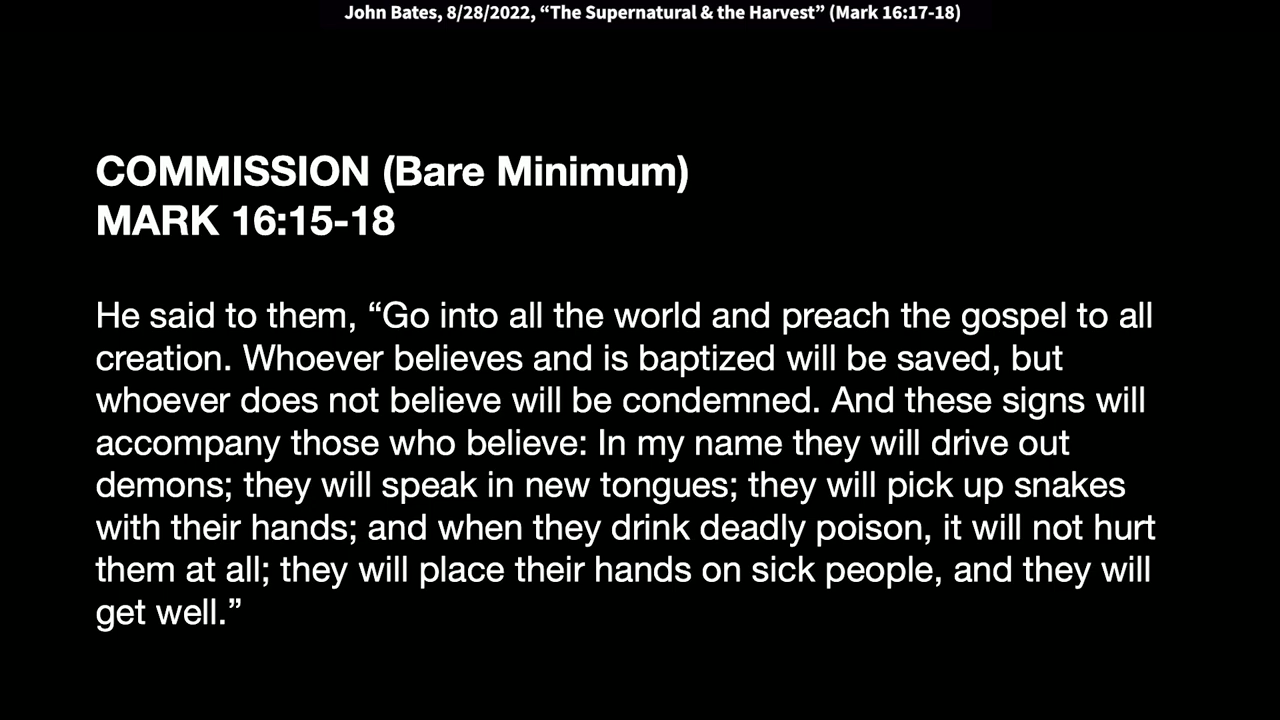 John Bates, 8/28/2022, “The Supernatural & the Harvest” (Mark 16:17-18)
COMMISSION (Bare Minimum)
MARK 16:15-18
He said to them, “Go into all the world and preach the gospel to all
creation. Whoever believes and is baptized will be saved, but
whoever does not believe will be condemned. And these signs will
accompany those who believe: In my name they will drive out
demons; they will speak in new tongues; they will pick up snakes
with their hands; and when they drink deadly poison, it will not hurt
them at all; they will place their hands on sick people, and they will
get well.”